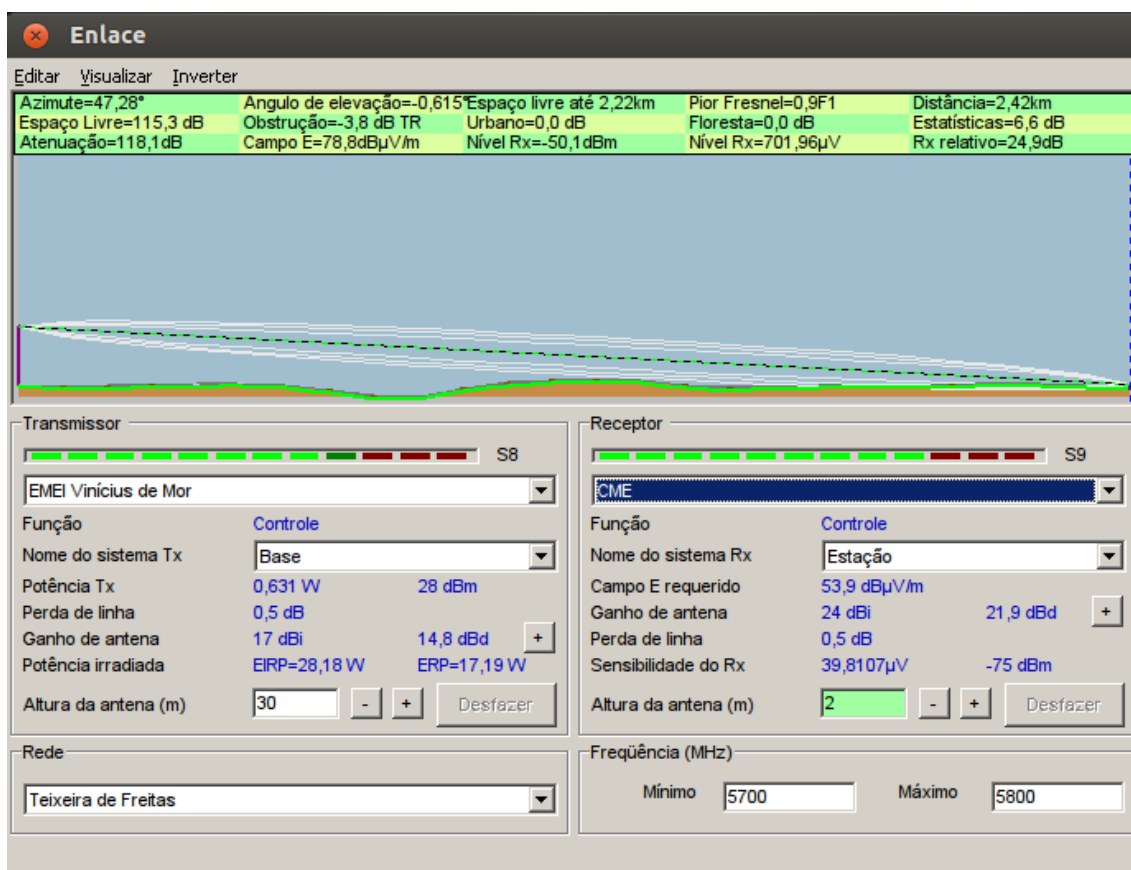 Enlace
Editar Visualizar Inverter
Azimute=47,28° Angulo de elevação=-0,615° Espaço livre até 2,22km Pior Fresnel=0,9F1 Distância=2,42km
Espaço Livre=115,3 dB Obstrução=-3,8 dB TR Urbano=0,0 dB Floresta=0,0 dB Estatísticas=6,6 dB
Atenuação=118,1dB Campo E=78,8dBµV/m Nível Rx=-50,1dBm Nível Rx=701,96µV Rx relativo=24,9dB
Transmissor
S8
EMEI Vinícius de Mor
Função Controle
Nome do sistema Tx Base
Potência Tx 0,631 W 28 dBm
Perda de linha 0,5 dB
Ganho de antena 17 dBi 14,8 dBd +
Potência irradiada EIRP=28,18 W ERP=17,19 W
Altura da antena (m) 30 - + Desfazer
Rede
Teixeira de Freitas
Receptor
S9
CME
Função Controle
Nome do sistema Rx Estação
Campo E requerido 53,9 dBµV/m
Ganho de antena 24 dBi 21,9 dBd +
Perda de linha 0,5 dB
Sensibilidade do Rx 39,8107µV -75 dBm
Altura da antena (m) 2 - + Desfazer
Freqüência (MHz)
Mínimo 5700 Máximo 5800